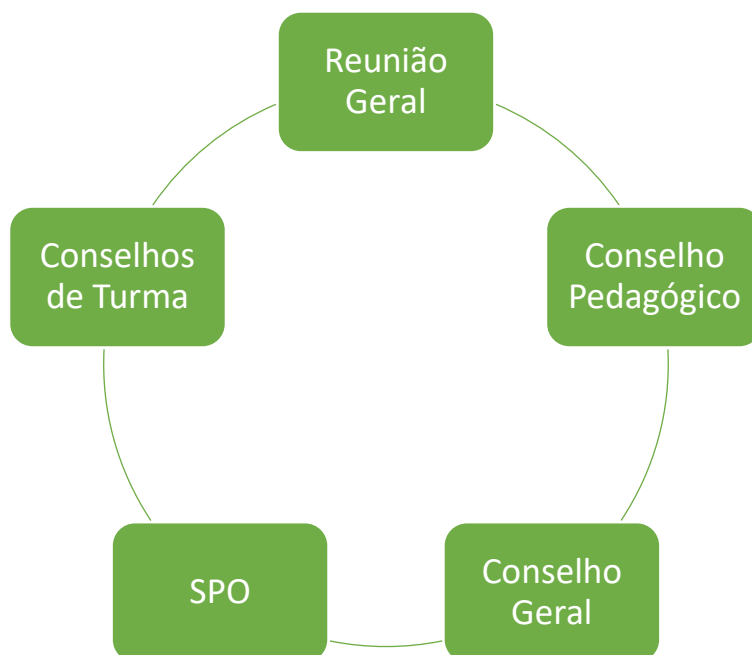 Reunião
Geral
Conselho
Pedagógico
Conselho
Geral
SPO
Conselhos
de Turma